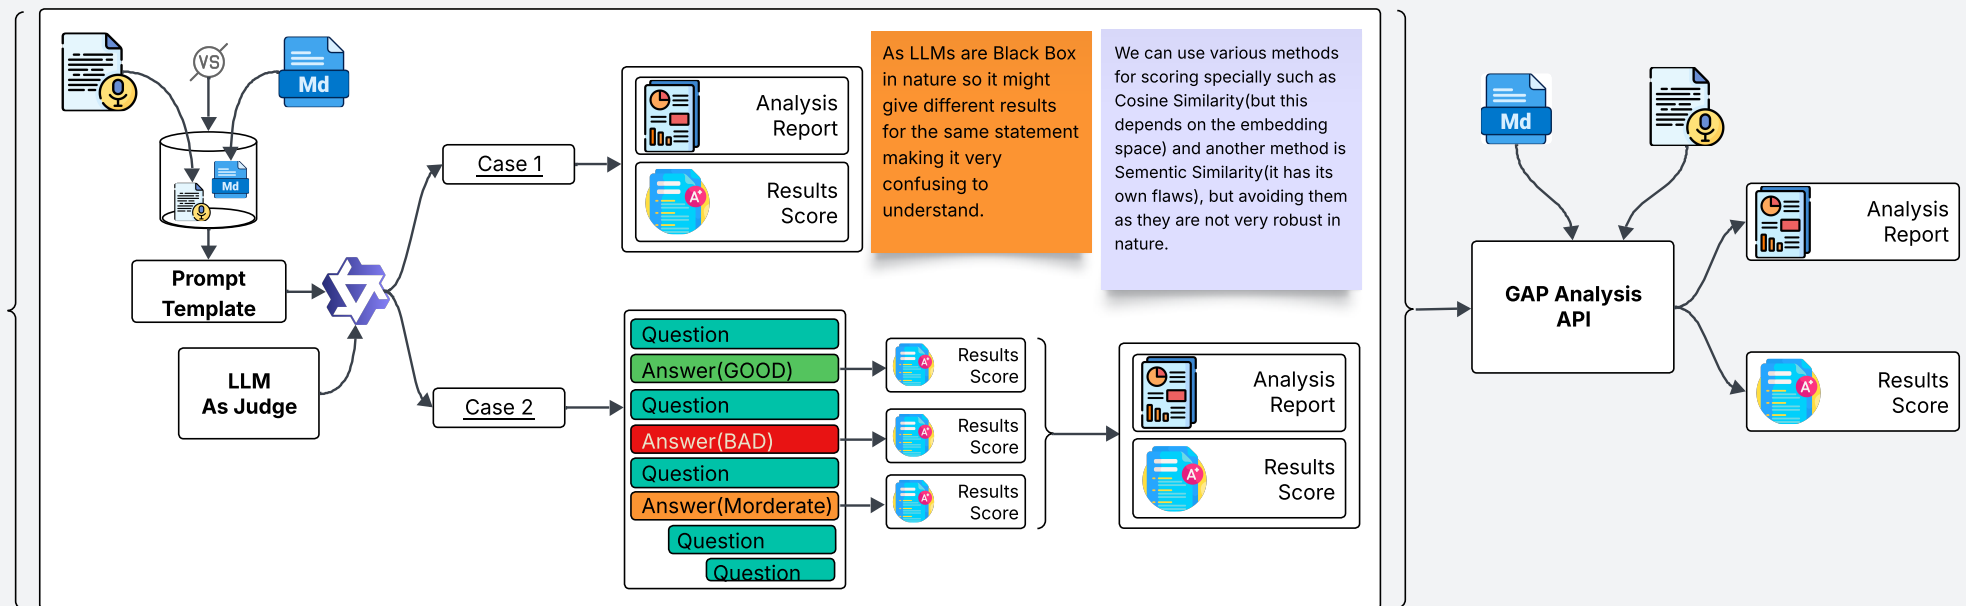 VS
Md
Md
Prompt
Template
LLM
As Judge
Case 1
Analysis
Report
A+
Results
Score
As LLMs are Black Box
in nature so it might
give different results
for the same statement
making it very
confusing to
understand.
We can use various methods
for scoring specially such as
Cosine Similarity(but this
depends on the embedding
space) and another method is
Sementic Similarity(it has its
own flaws), but avoiding them
as they are not very robust in
nature.
Case 2
Question
Answer(GOOD)
Question
Answer(BAD)
Question
Answer(Morderate)
Question
Question
A+
Results
Score
A+
Results
Score
A+
Results
Score
Analysis
Report
A+
Results
Score
Md
GAP Analysis
API
Analysis
Report
A+
Results
Score